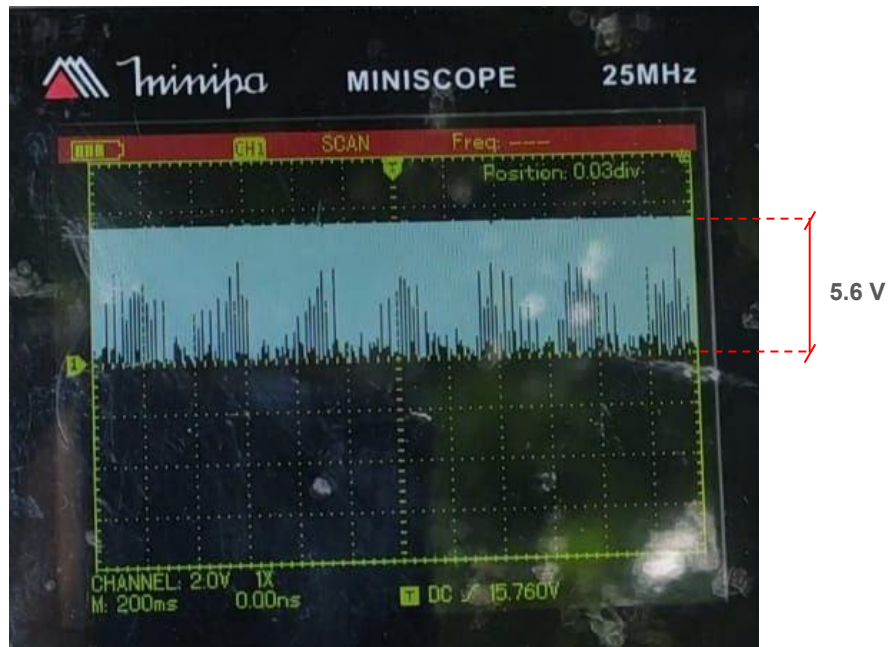 minipa MINISCOPE 25MHz
CH1 SCAN Freq: ---
T
Position: 0.03div
5.6 V
1
CHANNEL: 2.0V 1X
M: 200ms 0.00ns T DC 15.760V